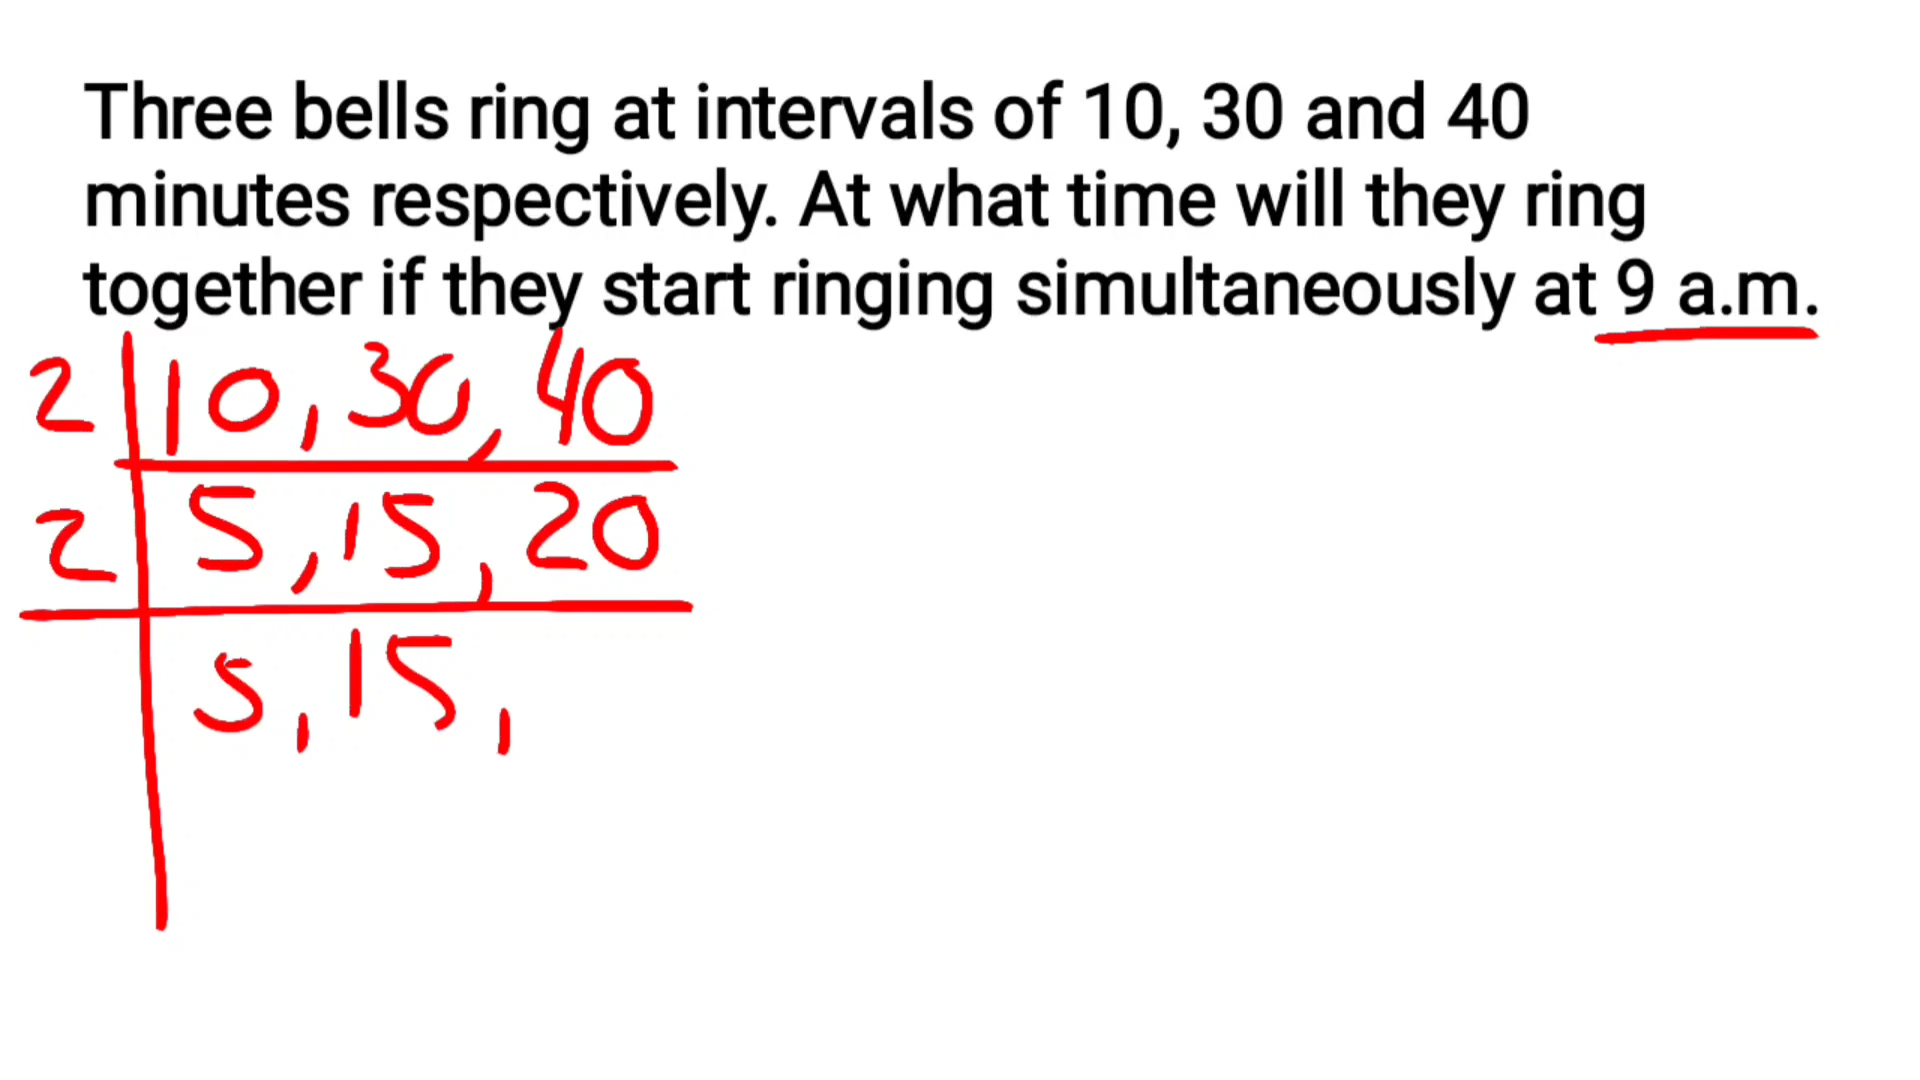 Three bells ring at intervals of 10, 30 and 40
minutes respectively. At what time will they ring
together if they start ringing simultaneously at 9 a.m.
2 10, 30, 40
2 5, 15, 20
5, 15,